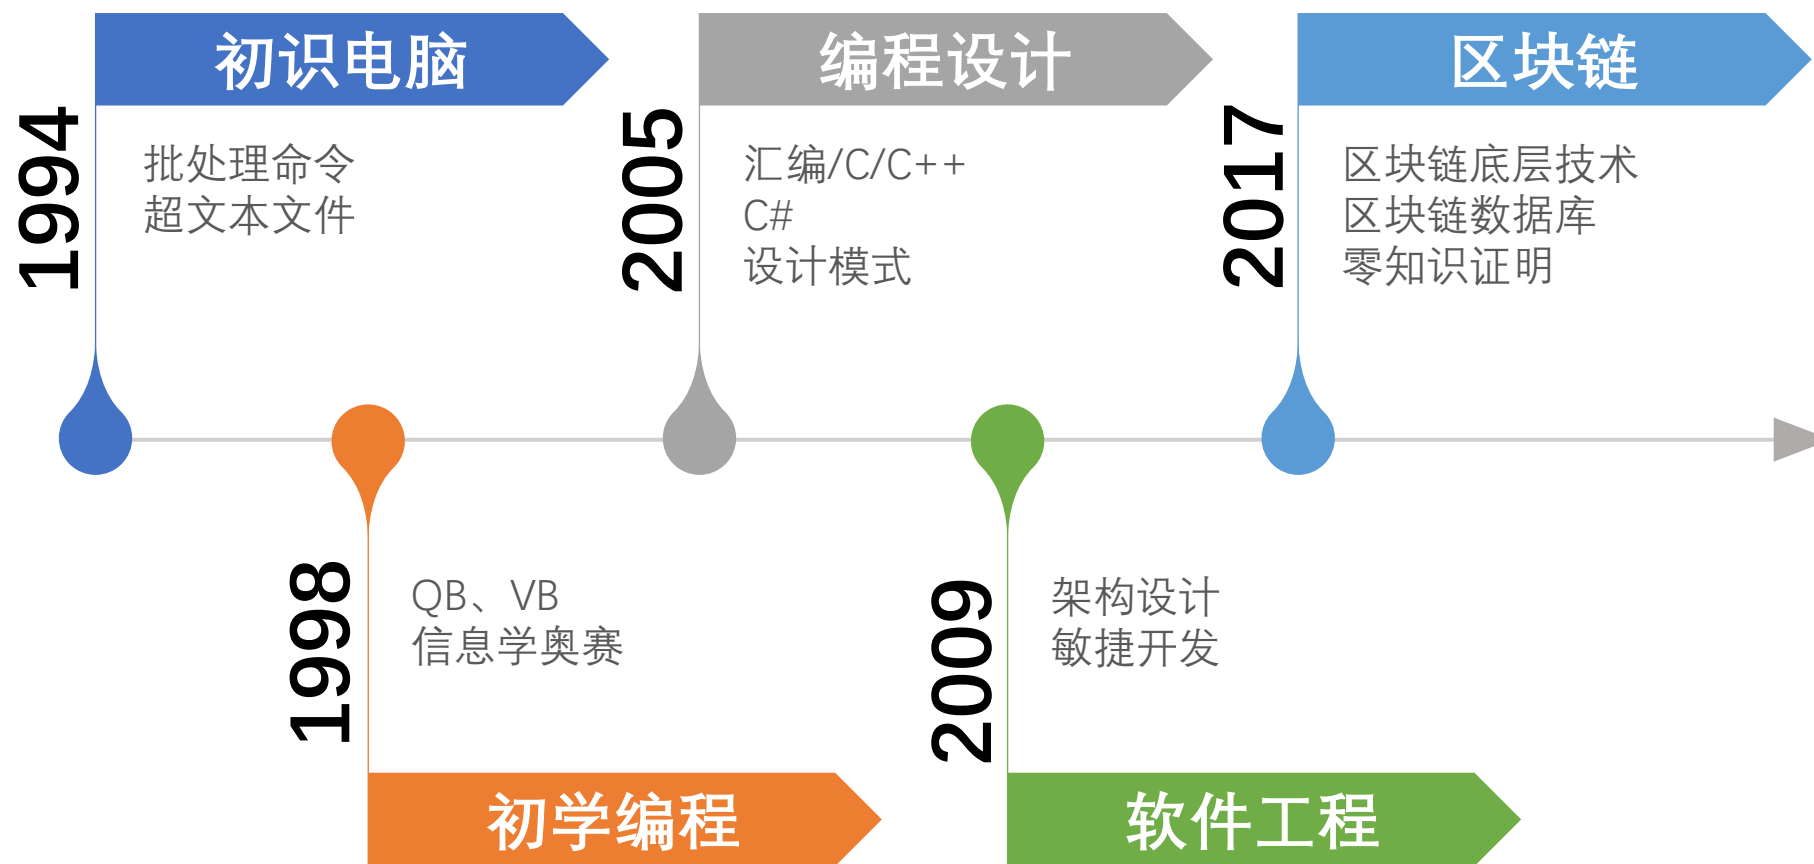 初识电脑
1994
批处理命令
超文本文件
QB、VB
信息学奥赛
1998
初学编程
编程设计
2005
汇编/C/C++
C#
设计模式
架构设计
敏捷开发
2009
软件工程
区块链
2017
区块链底层技术
区块链数据库
零知识证明